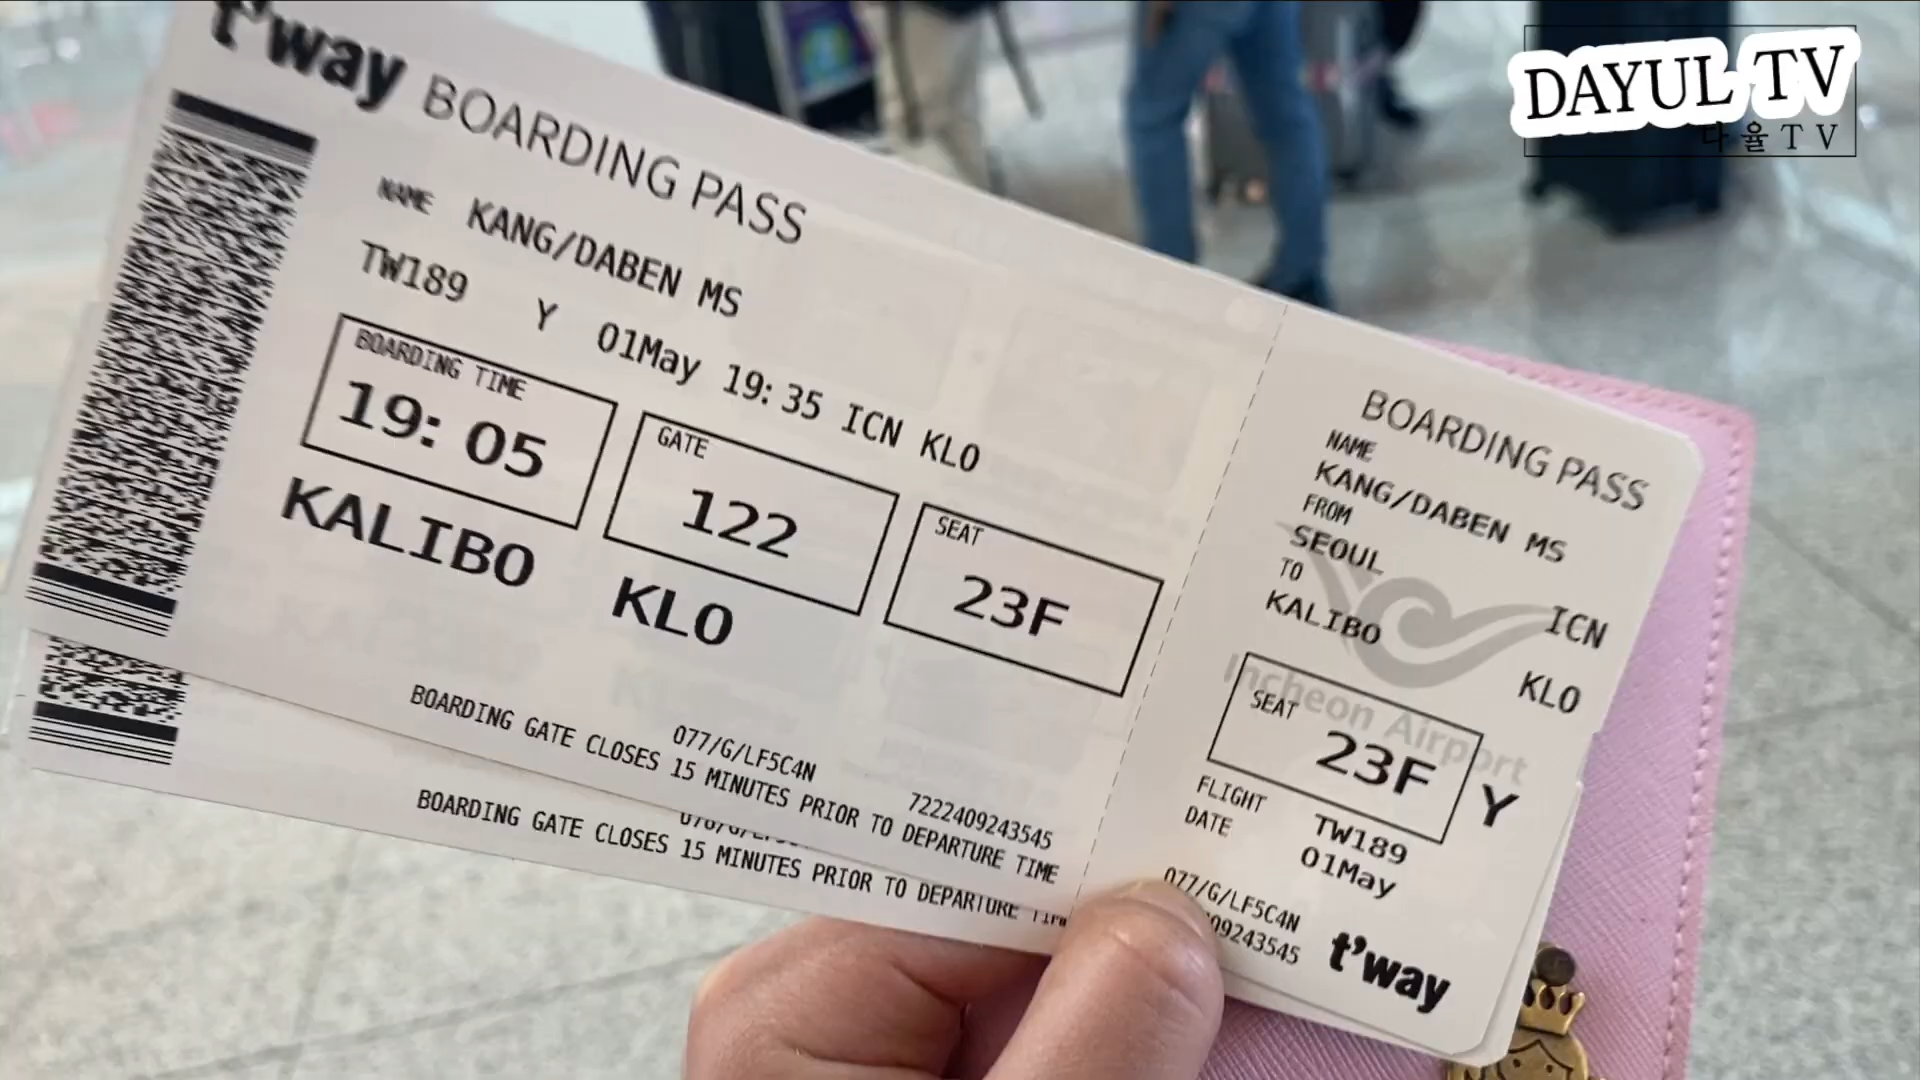 DAYUL TV
다율TV
t'way BOARDING PASS
NAME KANG/DABEN MS
TW189 Y 01May 19:35 ICN KLO
BOARDING TIME
19:05
GATE
122
SEAT
23F
KALIBO KLO
077/G/LF5C4N
7222409243545
BOARDING GATE CLOSES 15 MINUTES PRIOR TO DEPARTURE TIME
BOARDING GATE CLOSES 15 MINUTES PRIOR TO DEPARTURE
BOARDING PASS
NAME
KANG/DABEN MS
FROM
SEOUL ICN
TO
KALIBO KLO
Incheon Airport
SEAT
23F Y
FLIGHT TW189
DATE 01May
077/G/LF5C4N
09243545
t'way